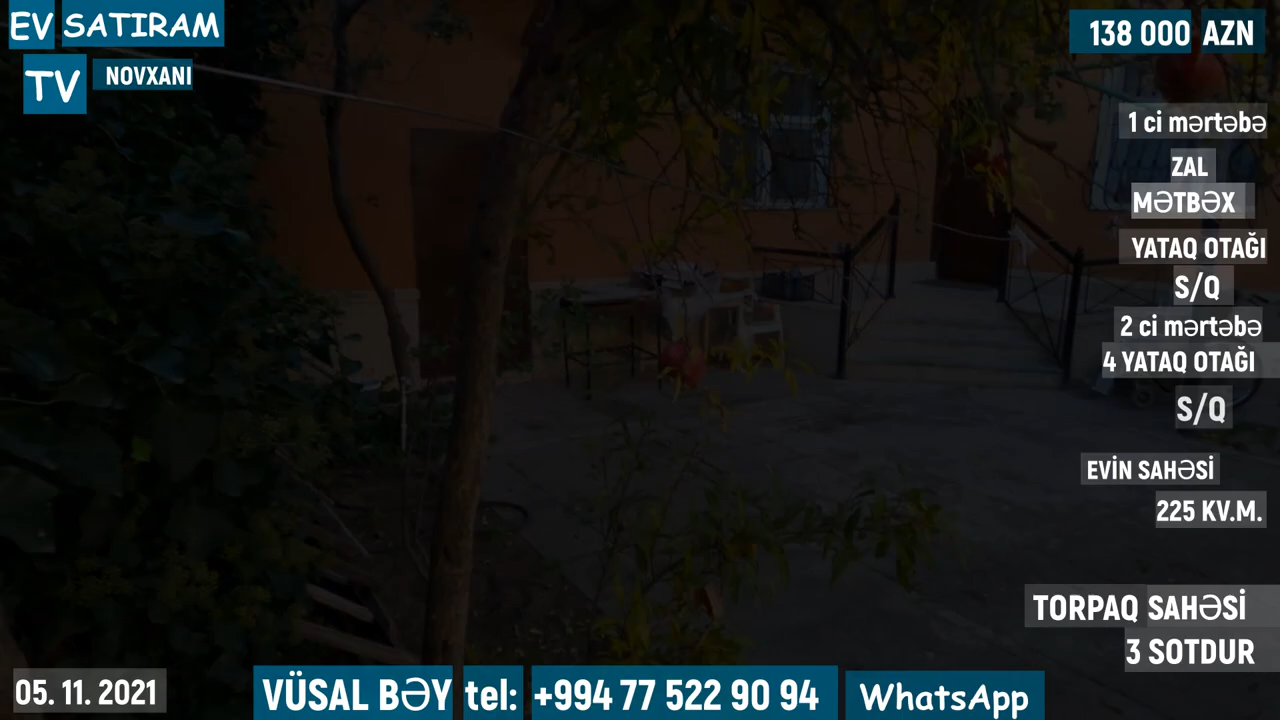 EV SATIRAM
TV NOVXANI
138 000 AZN
1 ci mərtəbə
ZAL
MƏTBƏX
YATAQ OTAĞI
S/Q
2 ci mərtəbə
4 YATAQ OTAĞI
S/Q
EVİN SAHƏSİ
225 KV.M.
TORPAQ SAHƏSİ
3 SOTDUR
05. 11. 2021
VÜSAL BƏY tel: +994 77 522 90 94 WhatsApp